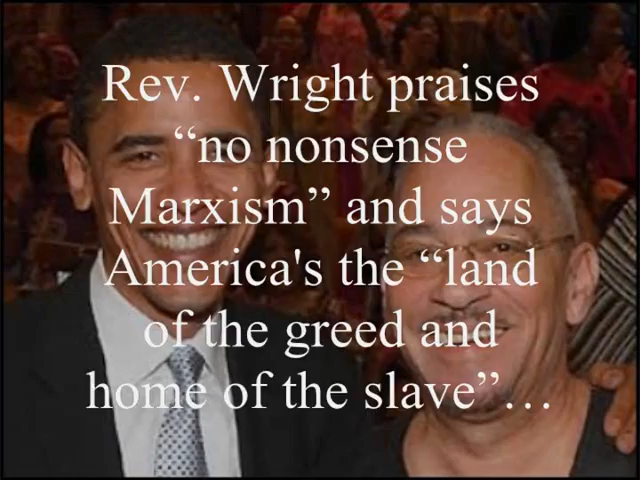 Rev. Wright praises
“no nonsense
Marxism” and says
America's the “land
of the greed and
home of the slave”…